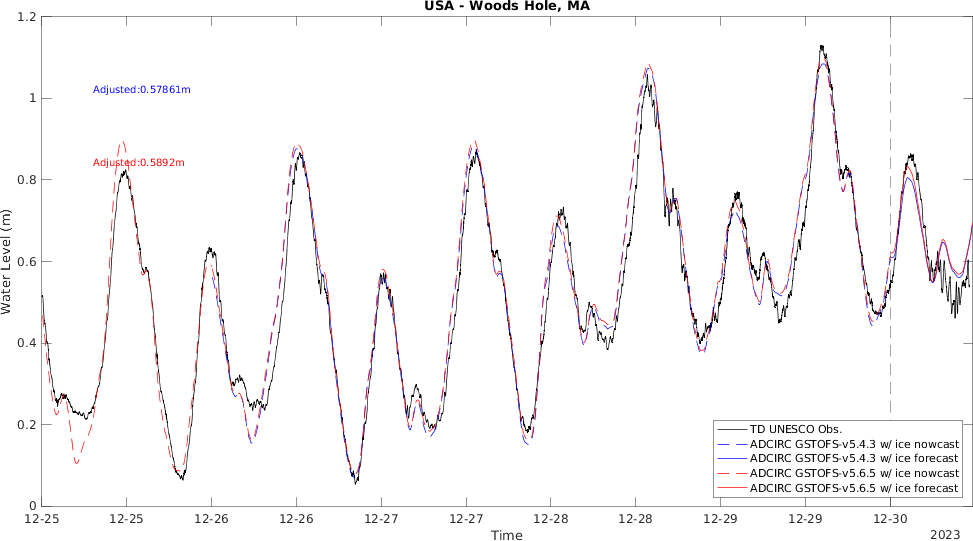 USA - Woods Hole, MA
1.2
1
0.8
0.6
0.4
0.2
0
Water Level (m)
Adjusted:0.57861m
Adjusted:0.5892m
TD UNESCO Obs.
ADCIRC GSTOFS-v5.4.3 w/ ice nowcast
ADCIRC GSTOFS-v5.4.3 w/ ice forecast
ADCIRC GSTOFS-v5.6.5 w/ ice nowcast
ADCIRC GSTOFS-v5.6.5 w/ ice forecast
12-25 12-25 12-26 12-26 12-27 12-27 12-28 12-28 12-29 12-29 12-30
Time
2023